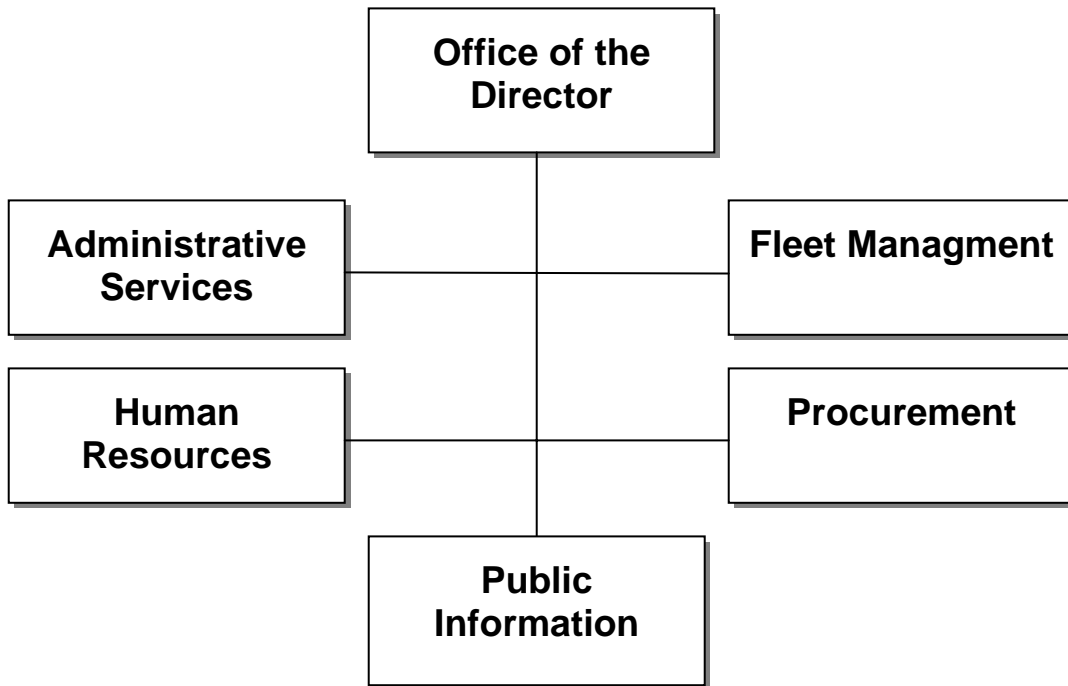 Office of the
Director
Administrative
Services
Fleet Managment
Human
Resources
Procurement
Public
Information